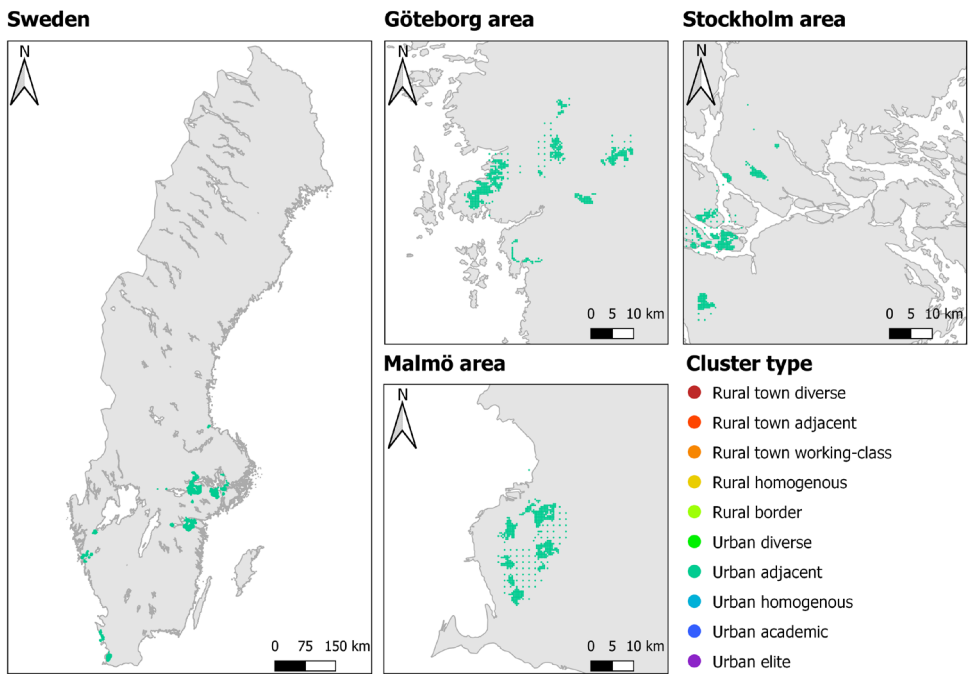 Sweden
N
0 75 150 km
Göteborg area
N
0 5 10 km
Stockholm area
N
0 5 10 km
Malmö area
N
0 5 10 km
Cluster type
Rural town diverse
Rural town adjacent
Rural town working-class
Rural homogenous
Rural border
Urban diverse
Urban adjacent
Urban homogenous
Urban academic
Urban elite